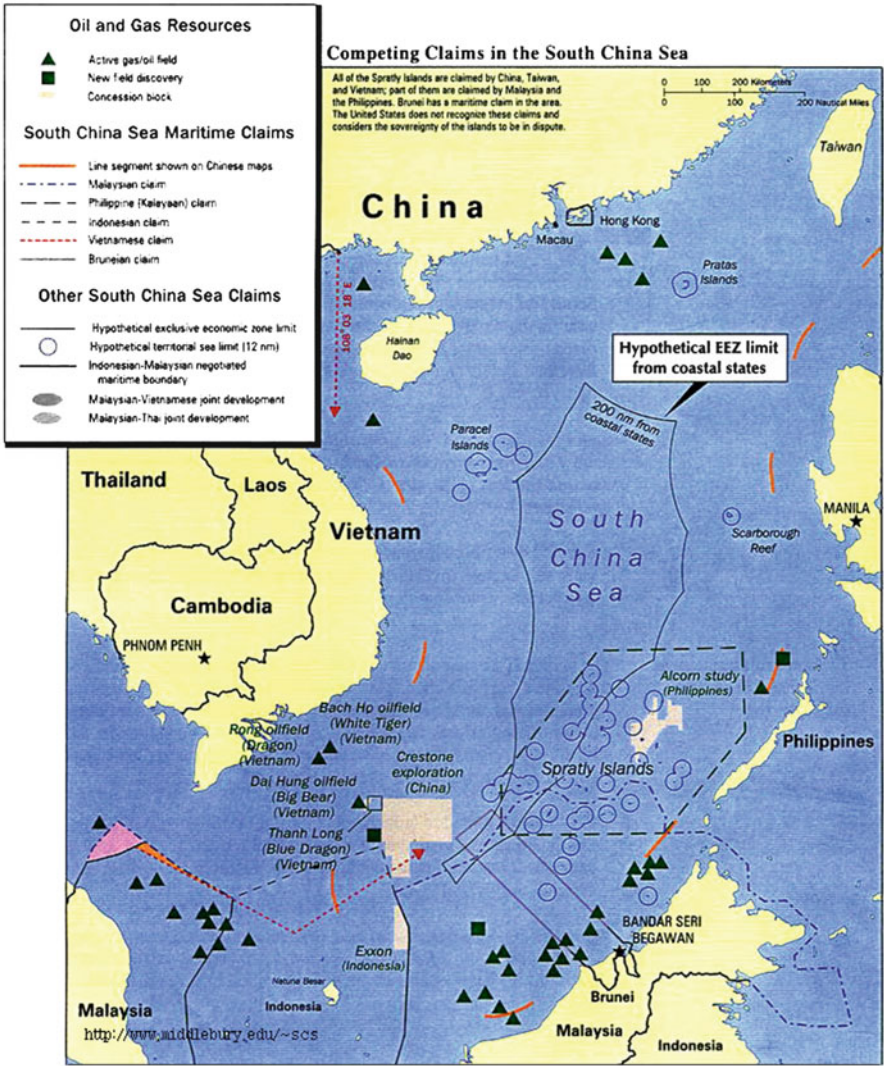 Oil and Gas Resources
Active gas/oil field
New field discovery
Concession block
South China Sea Maritime Claims
Line segment shown on Chinese maps
Malaysian claim
Philippine (Kalayaan) claim
Indonesian claim
Vietnamese claim
Bruneian claim
Other South China Sea Claims
Hypothetical exclusive economic zone limit
Hypothetical territorial sea limit (12 nm)
Indonesian-Malaysian negotiated
maritime boundary
Malaysian-Vietnamese joint development
Malaysian-Thai joint development
Competing Claims in the South China Sea
All of the Spratly Islands are claimed by China, Taiwan,
and Vietnam; part of them are claimed by Malaysia and
the Philippines. Brunei has a maritime claim in the area.
The United States does not recognize these claims and
considers the sovereignty of the islands to be in dispute.
0 100 200 Kilometers
0 100 200 Nautical Miles
Taiwan
China
Hong Kong
Macau
Pratas
Islands
108° 03' 18" E
Hainan
Dao
Hypothetical EEZ limit
from coastal states
200 nm from
coastal states
Paracel
Islands
Thailand
Laos
Vietnam
South
China
Sea
MANILA
Scarborough
Reef
Cambodia
PHNOM PENH
Alcorn study
(Philippines)
Bach Ho oilfield
(White Tiger)
(Vietnam)
Rong oilfield
(Dragon)
(Vietnam)
Crestone
exploration
(China)
Philippines
Spratly Islands
Dai Hung oilfield
(Big Bear)
(Vietnam)
Thanh Long
(Blue Dragon)
(Vietnam)
BANDAR SERI
BEGAWAN
Exxon
(Indonesia)
Natuna Besar
Indonesia
Brunei
Malaysia
Malaysia
Indonesia
http://www.middlebury.edu/~scs